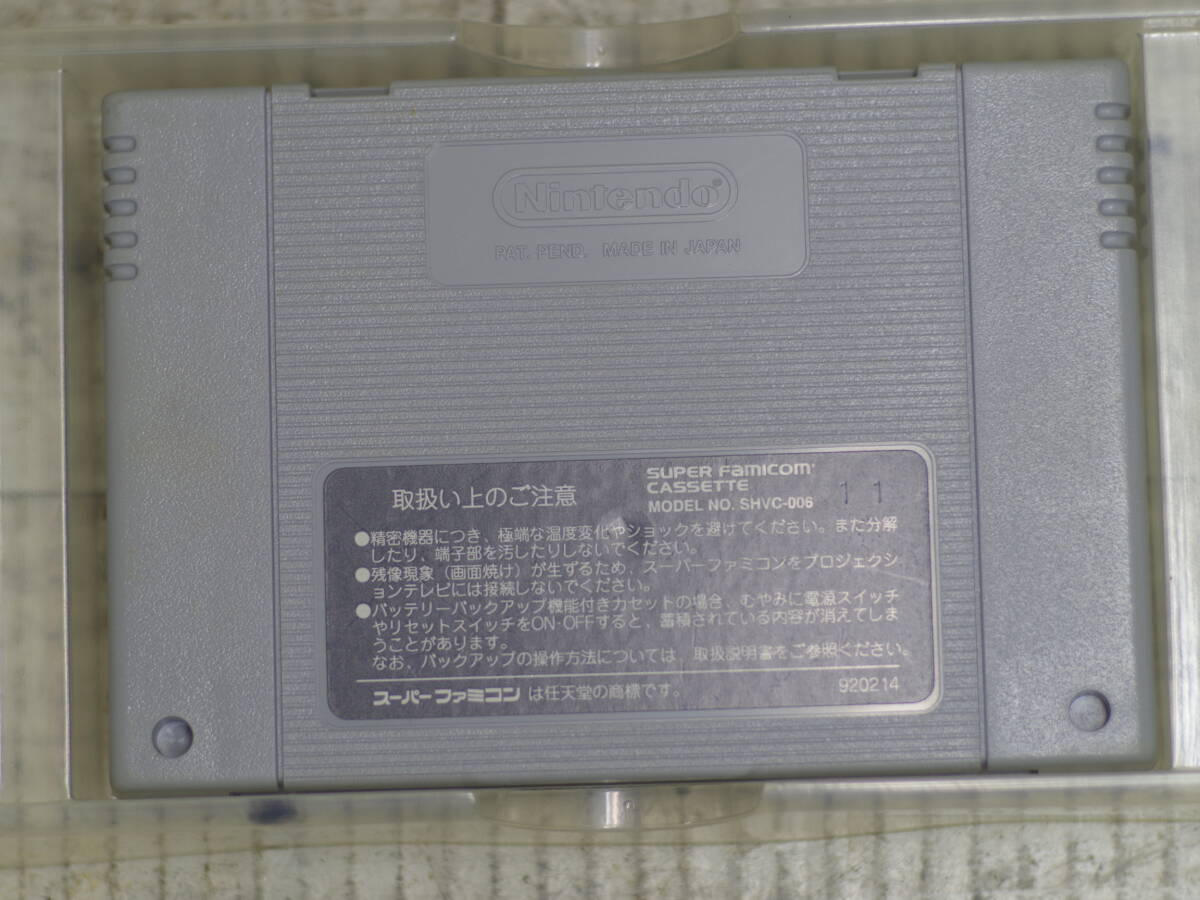 Nintendo®
PAT. PEND. MADE IN JAPAN
取扱い上のご注意
SUPER Famicom
CASSETTE
MODEL NO. SHVC-006
11
●精密機器につき、極端な温度変化やショックを避けてください。また分解
したり、端子部を汚したりしないでください。
●残像現象（画面焼け）が生ずるため、スーパーファミコンをプロジェクシ
ョンテレビには接続しないでください。
●バッテリーバックアップ機能付きカセットの場合、むやみに電源スイッチ
やリセットスイッチをON・OFFすると、蓄積されている内容が消えてしま
うことがあります。
なお、バックアップの操作方法については、取扱説明書をご参照ください。
スーパーファミコン は任天堂の商標です。
920214